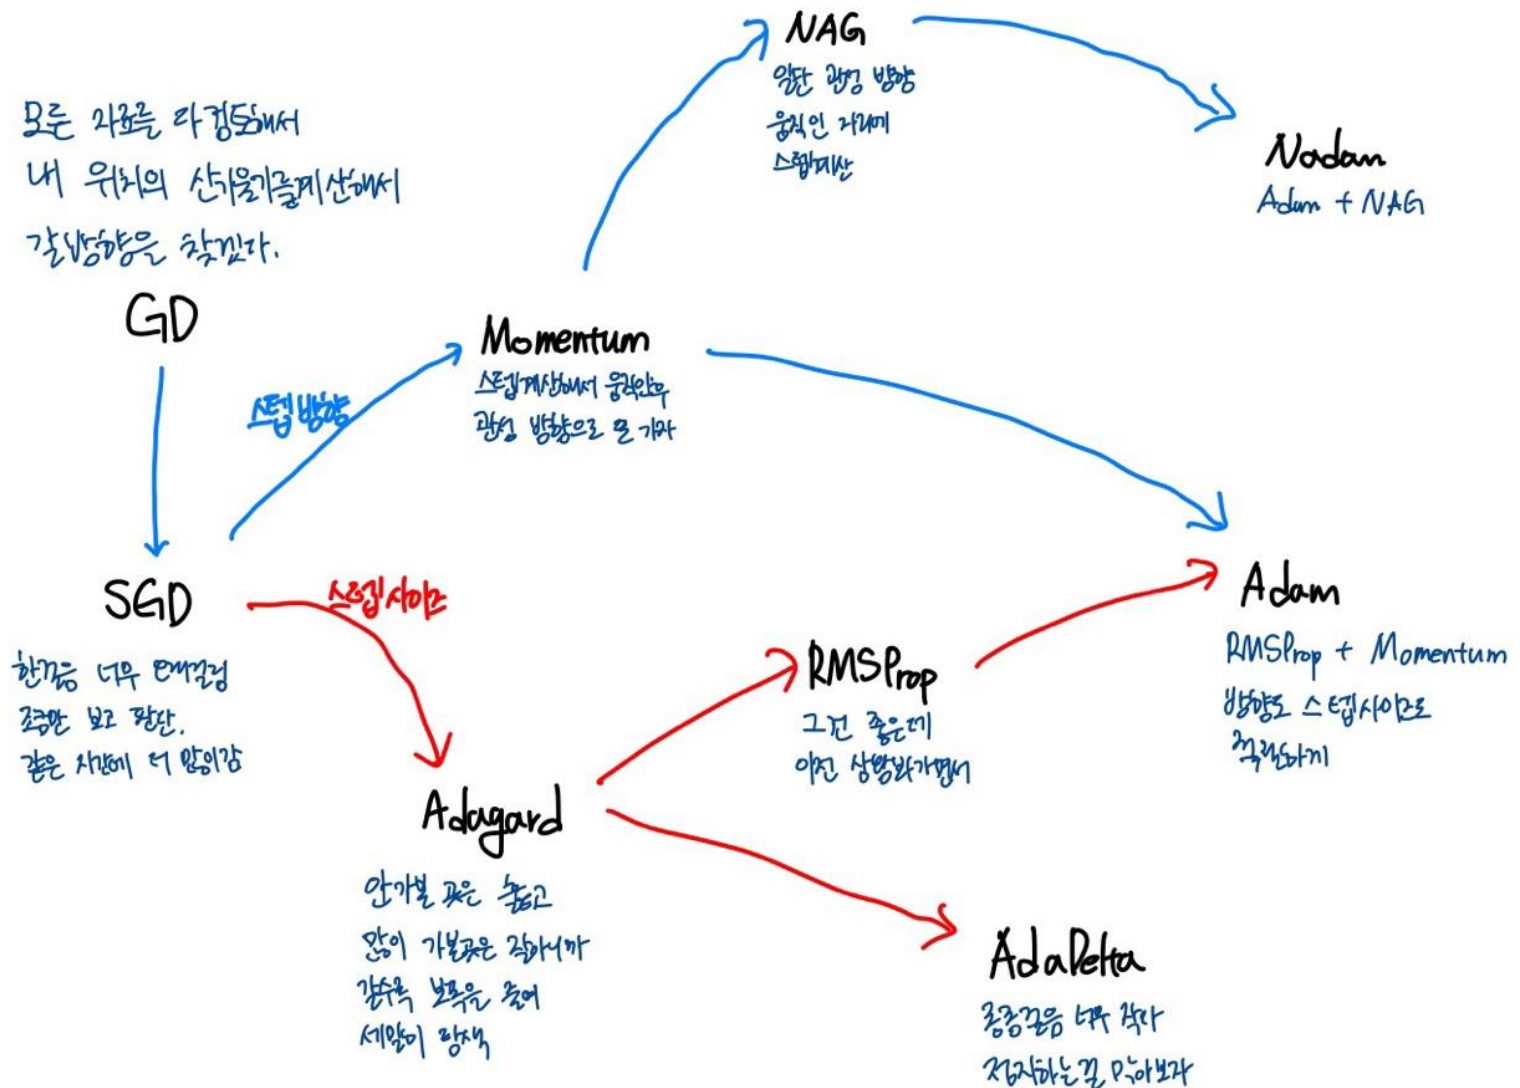 모든 자료를 다 검토해서
내 위치의 산기울기를 계산해서
갈 방향을 찾겠다.
GD
스텝방향
SGD
한걸음 너무 오래걸려
조금만 보고 판단.
같은 시간에 더 많이감
Momentum
스텝계산해서 움직인후
관성 방향으로 또 가자
NAG
일단 관성 방향
움직인 자리에
스텝계산
Nadam
Adam + NAG
스텝사이즈
Adagard
안가본 곳은
많이 가본곳은 잘아니까
갈수록 보폭을 줄여
세밀히 탐색
RMSProp
그건 좋은데
이전 상황봐가면서
Adam
RMSProp + Momentum
방향도 스텝사이즈도
적절하게
AdaDelta
종종걸음 너무 작아
정지하는걸 막아보자